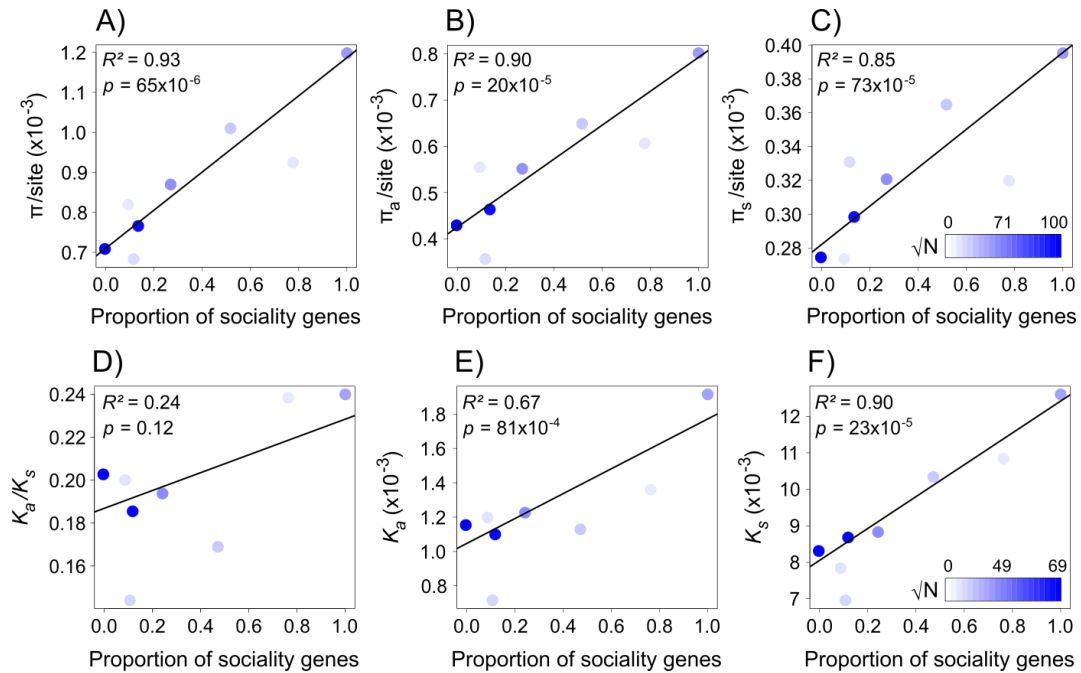 A)
R² = 0.93
p = 65x10⁻⁶
π/site (x10⁻³)
1.2
1.1
1.0
0.9
0.8
0.7
0.0 0.2 0.4 0.6 0.8 1.0
Proportion of sociality genes
B)
R² = 0.90
p = 20x10⁻⁵
πₐ/site (x10⁻³)
0.8
0.7
0.6
0.5
0.4
0.0 0.2 0.4 0.6 0.8 1.0
Proportion of sociality genes
C)
R² = 0.85
p = 73x10⁻⁵
πₛ/site (x10⁻³)
0.40
0.38
0.36
0.34
0.32
0.30
0.28
√N
0 71 100
0.0 0.2 0.4 0.6 0.8 1.0
Proportion of sociality genes
D)
R² = 0.24
p = 0.12
Kₐ/Kₛ
0.24
0.22
0.20
0.18
0.16
0.0 0.2 0.4 0.6 0.8 1.0
Proportion of sociality genes
E)
R² = 0.67
p = 81x10⁻⁴
Kₐ (x10⁻³)
1.8
1.6
1.4
1.2
1.0
0.8
0.0 0.2 0.4 0.6 0.8 1.0
Proportion of sociality genes
F)
R² = 0.90
p = 23x10⁻⁵
Kₛ (x10⁻³)
12
11
10
9
8
7
√N
0 49 69
0.0 0.2 0.4 0.6 0.8 1.0
Proportion of sociality genes